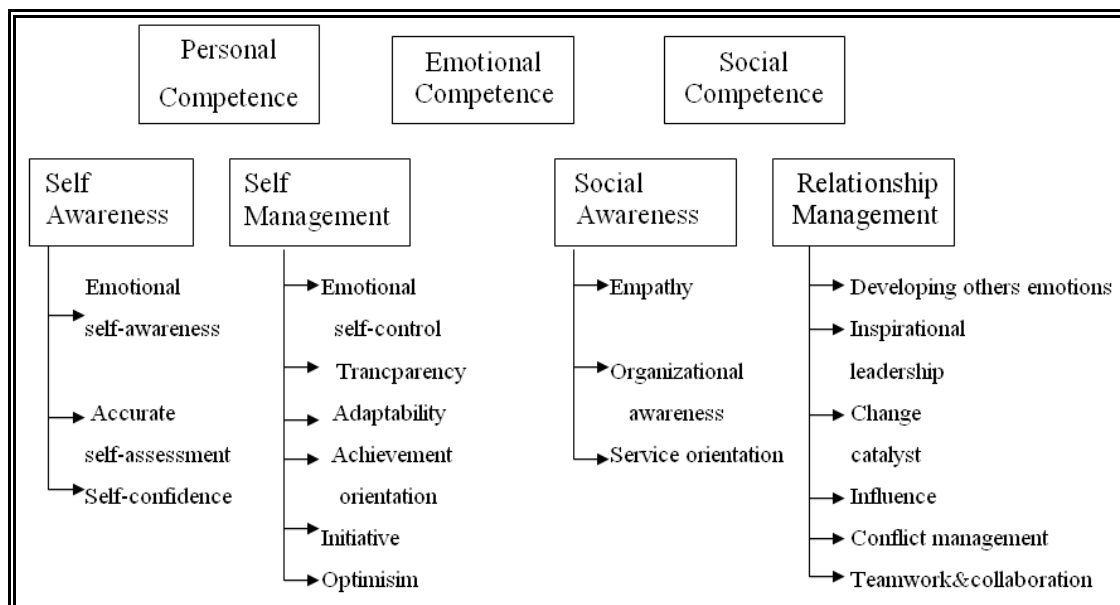 Personal
Competence
Emotional
Competence
Social
Competence
Self
Awareness
Emotional
self-awareness
Accurate
self-assessment
Self-confidence
Self
Management
Emotional
self-control
Trancparency
Adaptability
Achievement
orientation
Initiative
Optimisim
Social
Awareness
Empathy
Organizational
awareness
Service orientation
Relationship
Management
Developing others emotions
Inspirational
leadership
Change
catalyst
Influence
Conflict management
Teamwork&collaboration